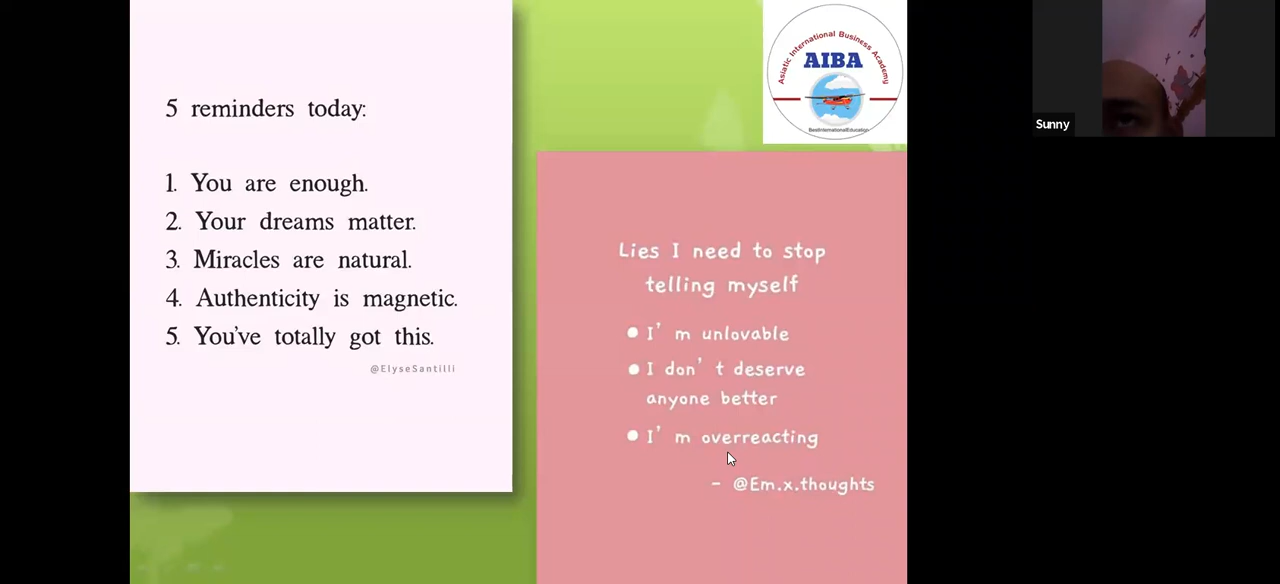 5 reminders today:
1. You are enough.
2. Your dreams matter.
3. Miracles are natural.
4. Authenticity is magnetic.
5. You've totally got this.
@ElyseSantilli
Asiatic International Business Academy
AIBA
BestInternationalEducation
Lies I need to stop
telling myself
● I' m unlovable
● I don' t deserve
anyone better
● I' m overreacting
- @Em.x.thoughts
Sunny